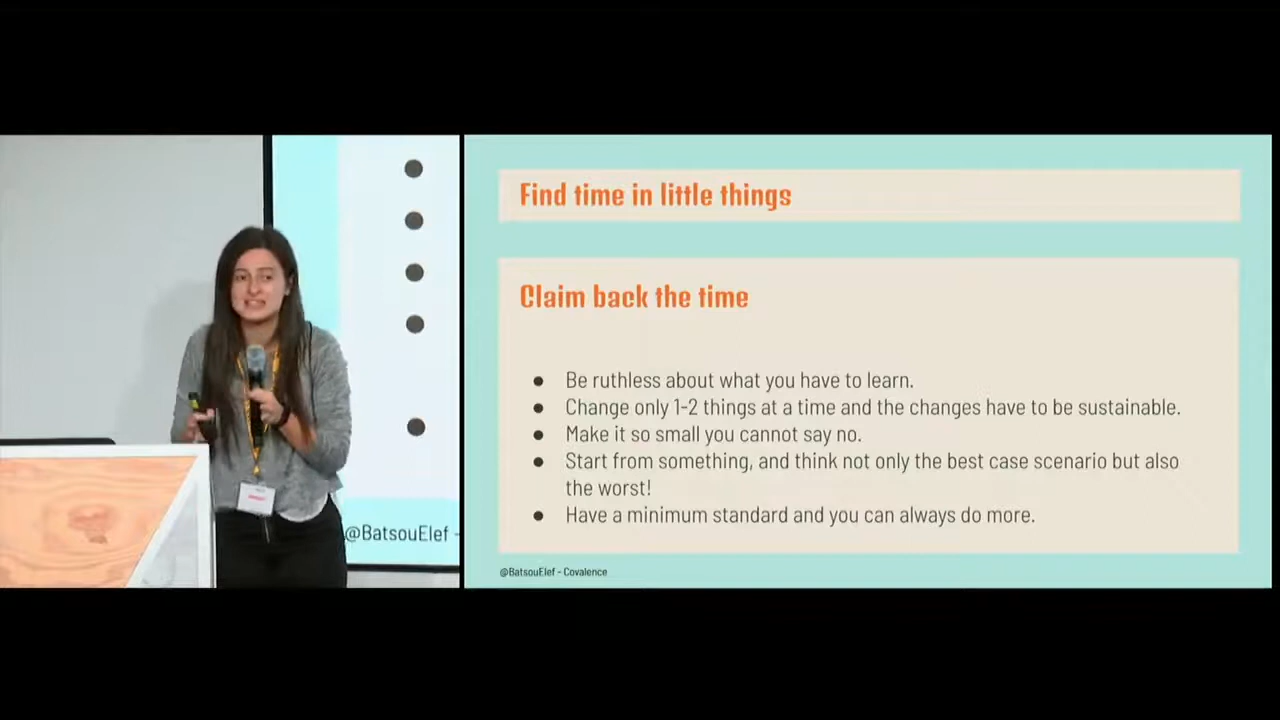 Find time in little things
Claim back the time
● Be ruthless about what you have to learn.
● Change only 1-2 things at a time and the changes have to be sustainable.
● Make it so small you cannot say no.
● Start from something, and think not only the best case scenario but also
the worst!
● Have a minimum standard and you can always do more.
@BatsouElef - Covalence
@BatsouElef -